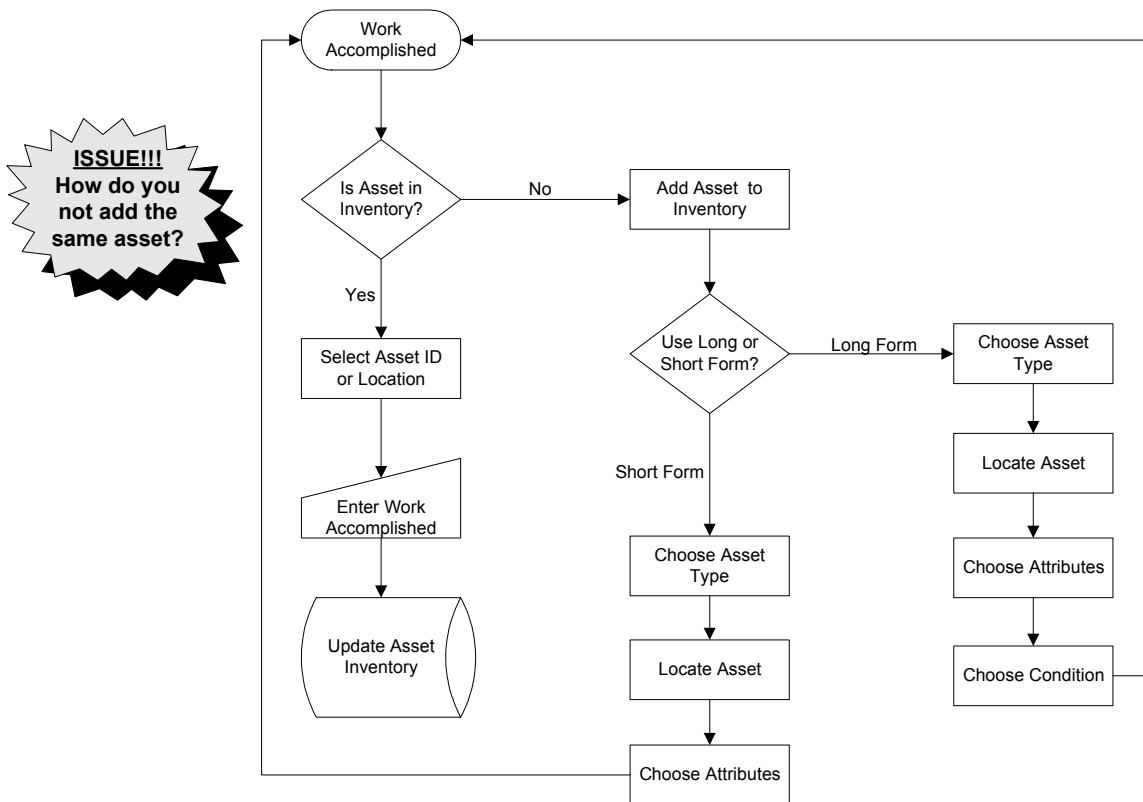 Work
Accomplished
ISSUE!!!
How do you
not add the
same asset?
Is Asset in
Inventory?
No
Add Asset to
Inventory
Yes
Select Asset ID
or Location
Use Long or
Short Form?
Long Form
Choose Asset
Type
Locate Asset
Short Form
Enter Work
Accomplished
Choose Asset
Type
Choose Attributes
Update Asset
Inventory
Locate Asset
Choose Condition
Choose Attributes